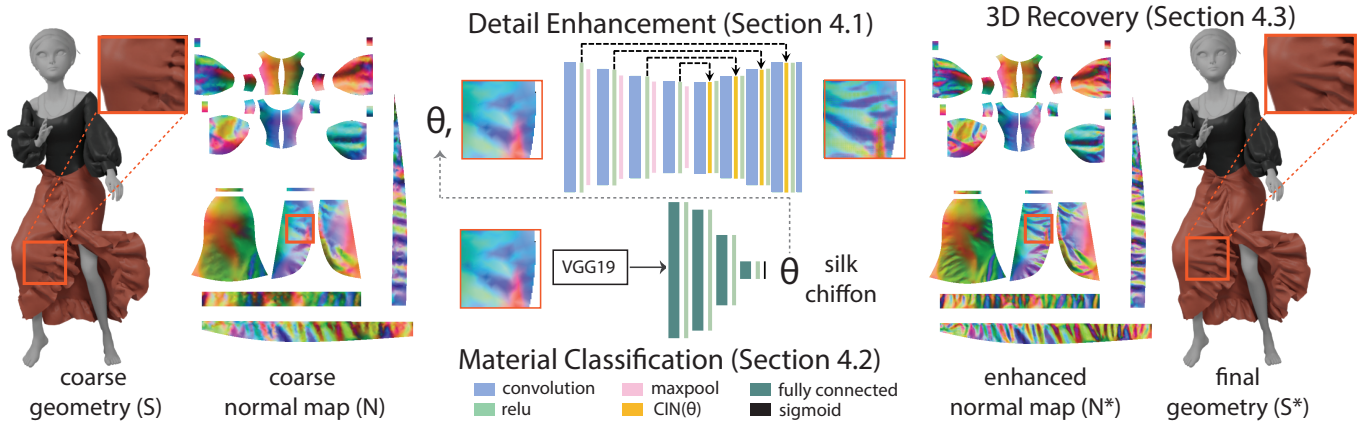 Detail Enhancement (Section 4.1)
3D Recovery (Section 4.3)
θ,
VGG19
θ
silk
chiffon
Material Classification (Section 4.2)
convolution
maxpool
fully connected
relu
CIN(θ)
sigmoid
coarse
geometry (S)
coarse
normal map (N)
enhanced
normal map (N*)
final
geometry (S*)